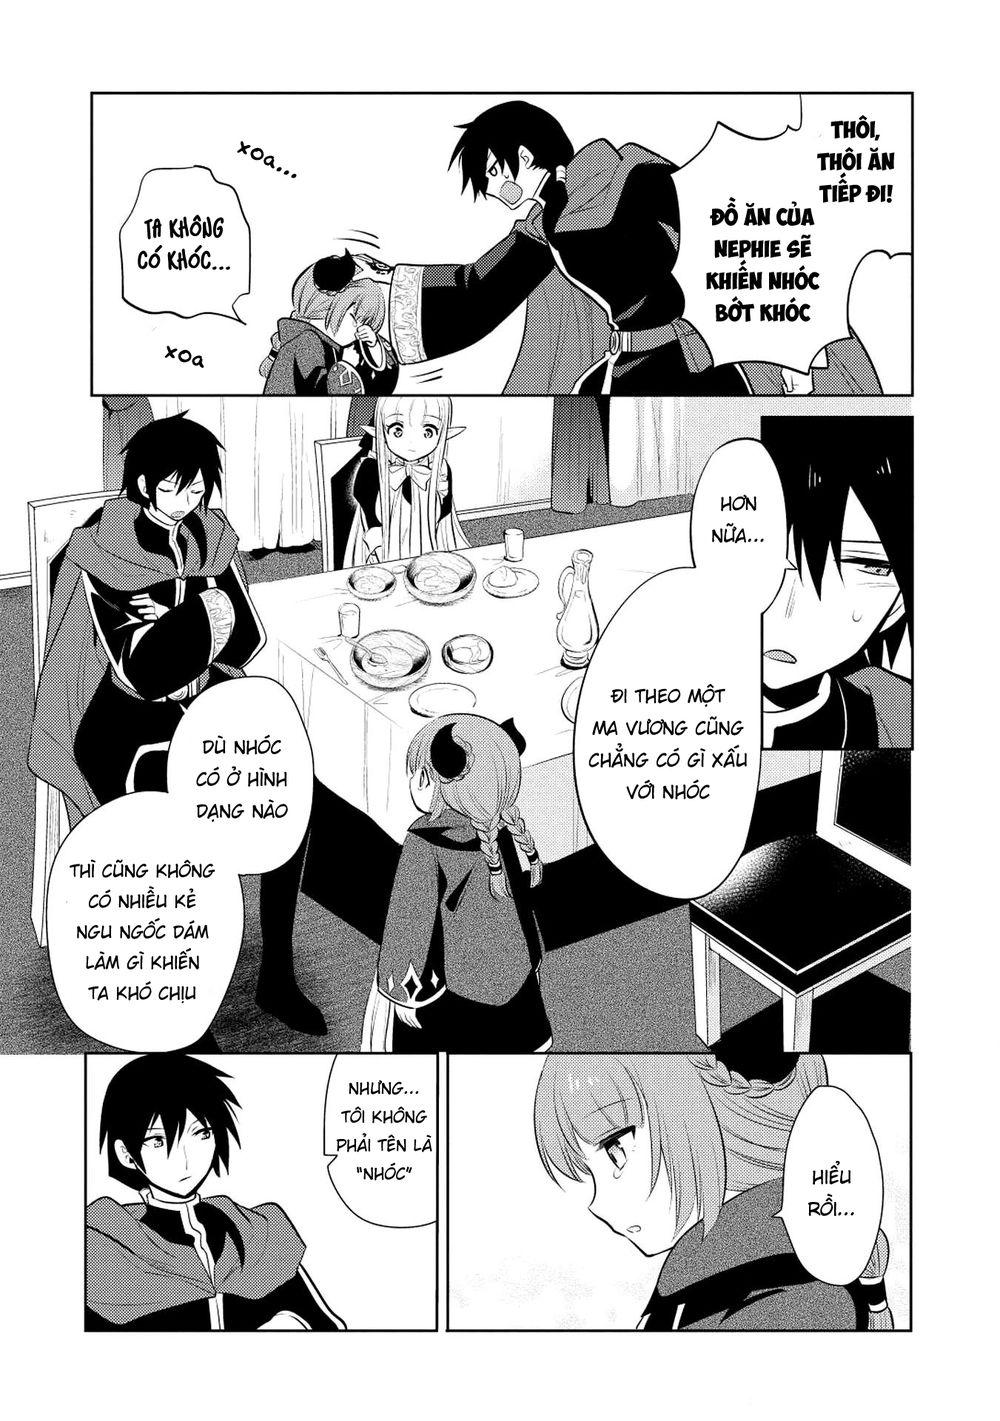 THÔI,
THÔI ĂN
TIẾP ĐI!
ĐỒ ĂN CỦA
NEPHIE SẼ
KHIẾN NHÓC
BỚT KHÓC
xoa...
TA KHÔNG
CÓ KHÓC...
xoa
HƠN
NỮA...
ĐI THEO MỘT
MA VƯƠNG CŨNG
CHẲNG CÓ GÌ XẤU
VỚI NHÓC
DÙ NHÓC
CÓ Ở HÌNH
DẠNG NÀO
THÌ CŨNG KHÔNG
CÓ NHIỀU KẺ
NGU NGỐC DÁM
LÀM GÌ KHIẾN
TA KHÓ CHỊU
HIỂU
RỒI...
NHƯNG...
TÔI KHÔNG
PHẢI TÊN LÀ
"NHÓC"